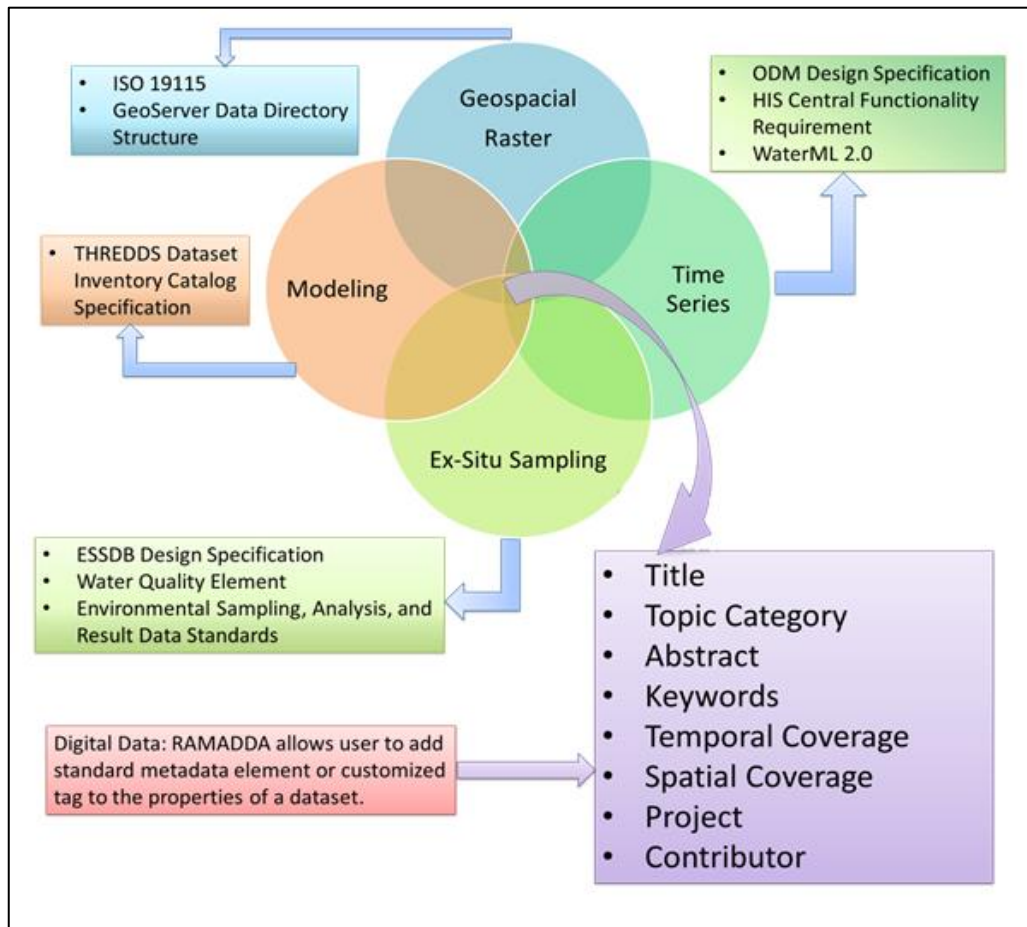 • ISO 19115
• GeoServer Data Directory
Structure
Geospacial
Raster
• ODM Design Specification
• HIS Central Functionality
Requirement
• WaterML 2.0
• THREDDS Dataset
Inventory Catalog
Specification
Modeling
Time
Series
Ex-Situ Sampling
• ESSDB Design Specification
• Water Quality Element
• Environmental Sampling, Analysis, and
Result Data Standards
• Title
• Topic Category
• Abstract
• Keywords
• Temporal Coverage
• Spatial Coverage
• Project
• Contributor
Digital Data: RAMADDA allows user to add
standard metadata element or customized
tag to the properties of a dataset.